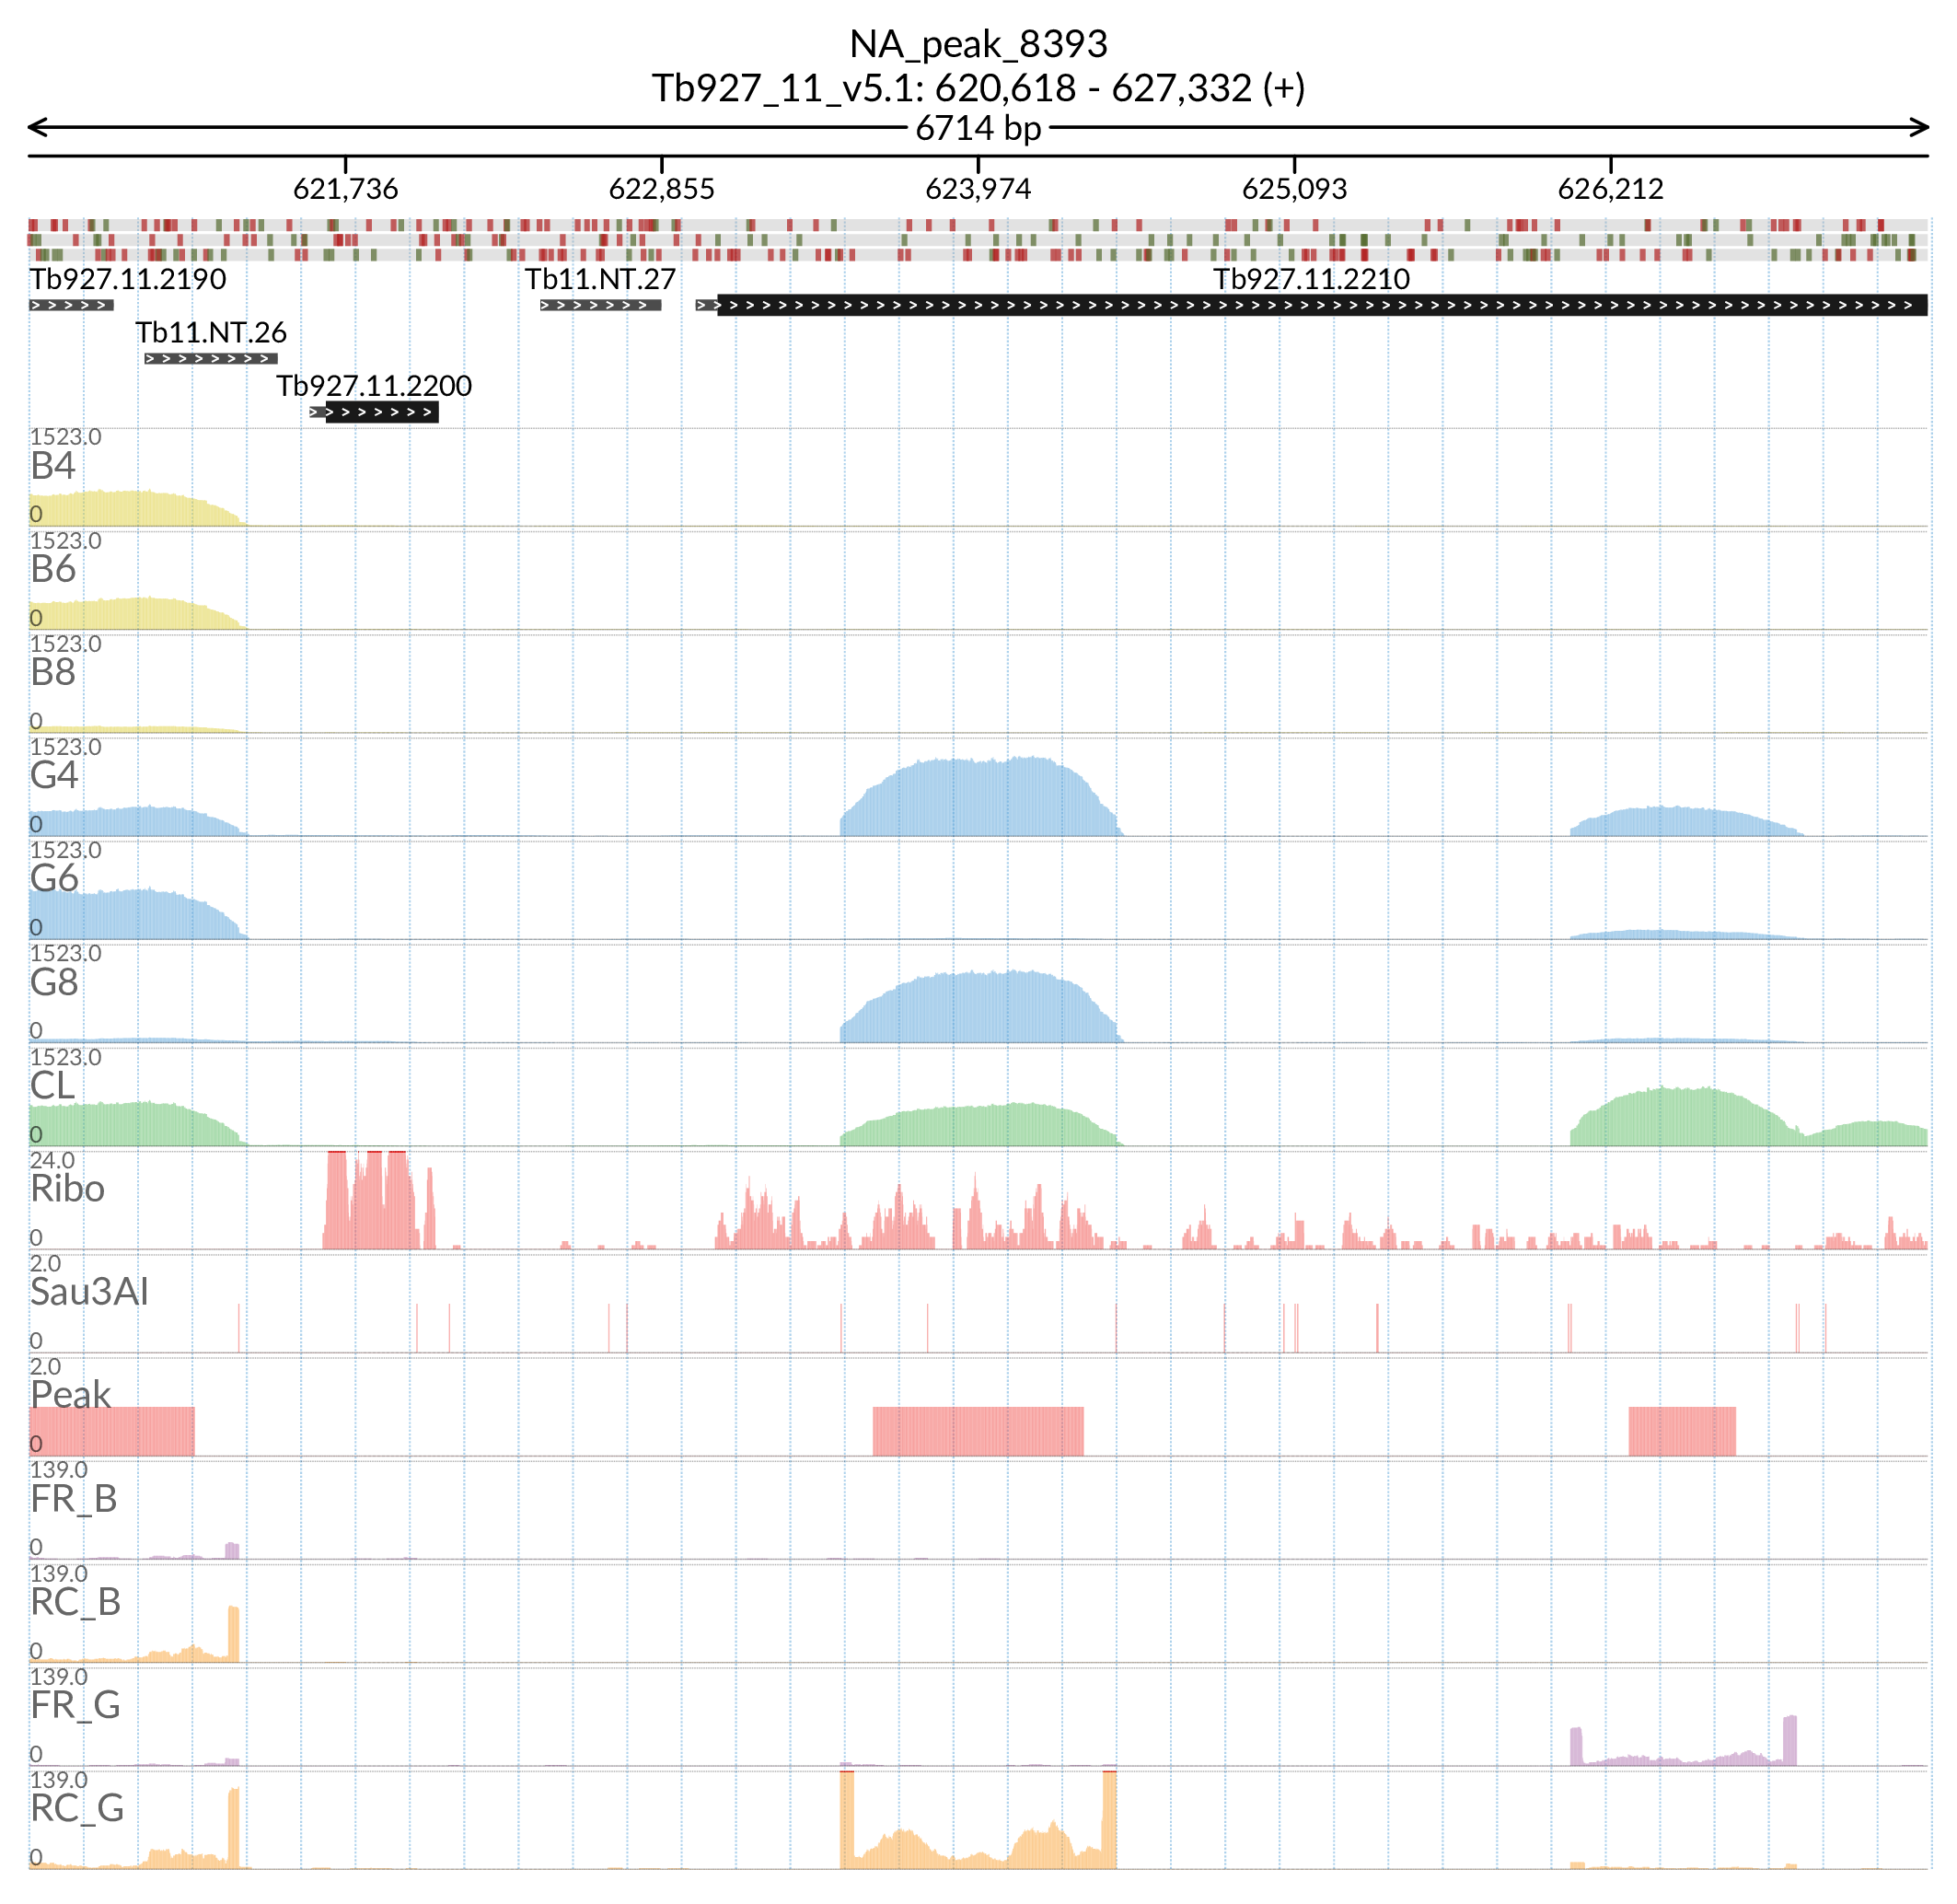 NA_peak_8393
Tb927_11_v5.1: 620,618 - 627,332 (+)
6714 bp
621,736 622,855 623,974 625,093 626,212
Tb927.11.2190 Tb11.NT.27 Tb927.11.2210
Tb11.NT.26
Tb927.11.2200
1523.0
B4
0
1523.0
B6
0
1523.0
B8
0
1523.0
G4
0
1523.0
G6
0
1523.0
G8
0
1523.0
CL
0
24.0
Ribo
0
2.0
Sau3AI
0
2.0
Peak
0
139.0
FR_B
0
139.0
RC_B
0
139.0
FR_G
0
139.0
RC_G
0